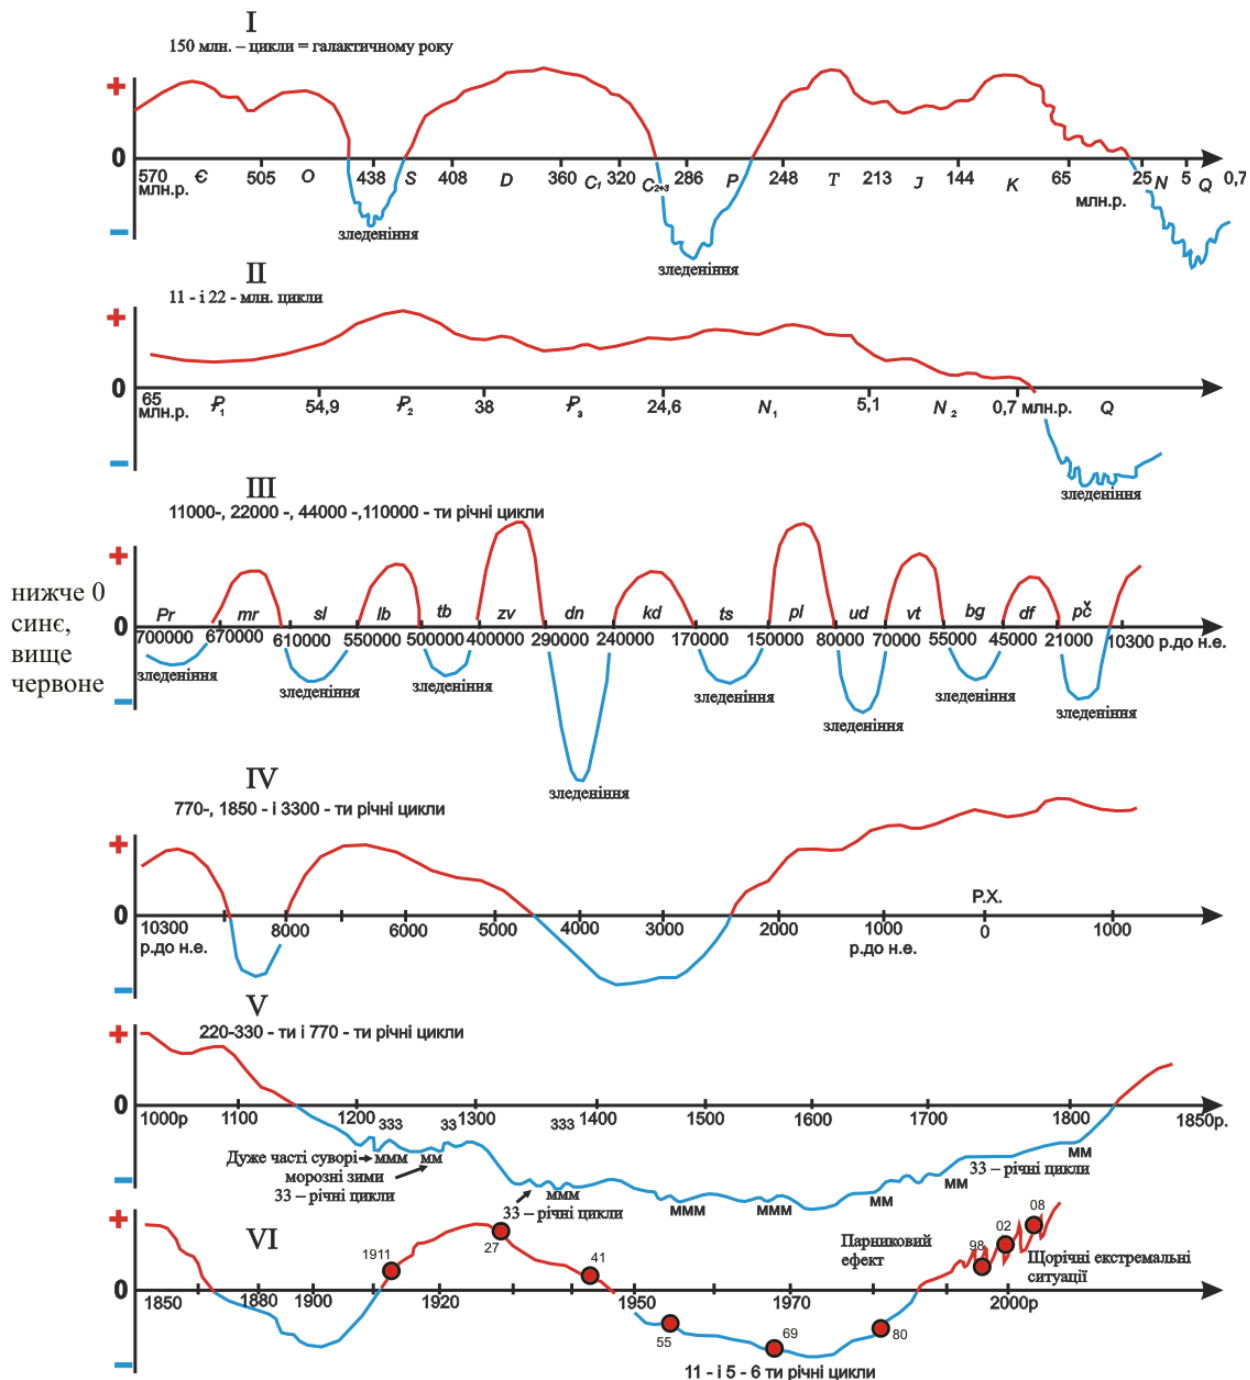 I
150 млн. – цикли = галактичному року
+
0
570 млн.р. Є 505 O 438 S 408 D 360 C1 320 C2+3 286 P 248 T 213 J 144 K 65 млн.р. 25 N 5 Q 0,7
–
зледеніння
зледеніння
II
11 - і 22 - млн. цикли
+
0
65 млн.р. ₽1 54,9 ₽2 38 ₽3 24,6 N1 5,1 N2 0,7 млн.р. Q
–
зледеніння
III
11000-, 22000 -, 44000 -,110000 - ти річні цикли
+
нижче 0
синє,
вище
червоне
Pr mr sl lb tb zv dn kd ts pl ud vt bg df pč
0
700000 670000 610000 550000 500000 400000 290000 240000 170000 150000 80000 70000 55000 45000 21000 10300 р.до н.е.
–
зледеніння
зледеніння
зледеніння
зледеніння
зледеніння
зледеніння
зледеніння
зледеніння
IV
770-, 1850 - і 3300 - ти річні цикли
+
Р.Х.
0
10300 8000 6000 5000 4000 3000 2000 1000 0 1000
р.до н.е. р.до н.е.
–
V
220-330 - ти і 770 - ти річні цикли
+
0
1000р 1100 1200 1300 1400 1500 1600 1700 1800 1850р.
333 33 333
Дуже часті суворі ммм мм
морозні зими
33 – річні цикли
ммм
33 – річні цикли
ммм ммм мм мм мм
33 – річні цикли
–
VI
+
1911 27 41
Парниковий
ефект
98 02 08
Щорічні екстремальні
ситуації
0
1850 1880 1900 1920 1950 1970 2000р
55 69 80
–
11 - і 5 - 6 ти річні цикли